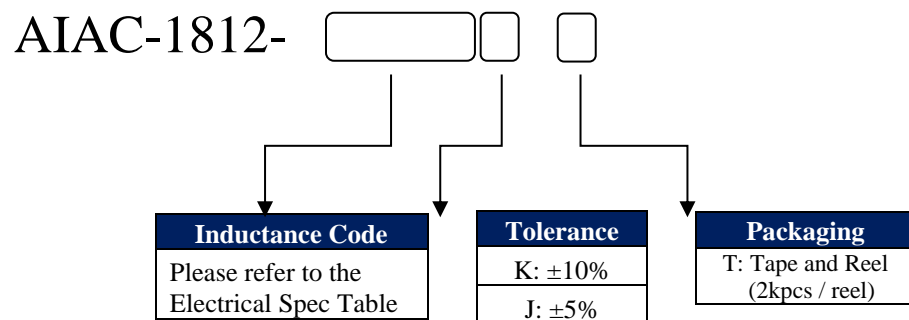 AIAC-1812-
Inductance Code
Please refer to the
Electrical Spec Table
Tolerance
K: ±10%
J: ±5%
Packaging
T: Tape and Reel
(2kpcs / reel)